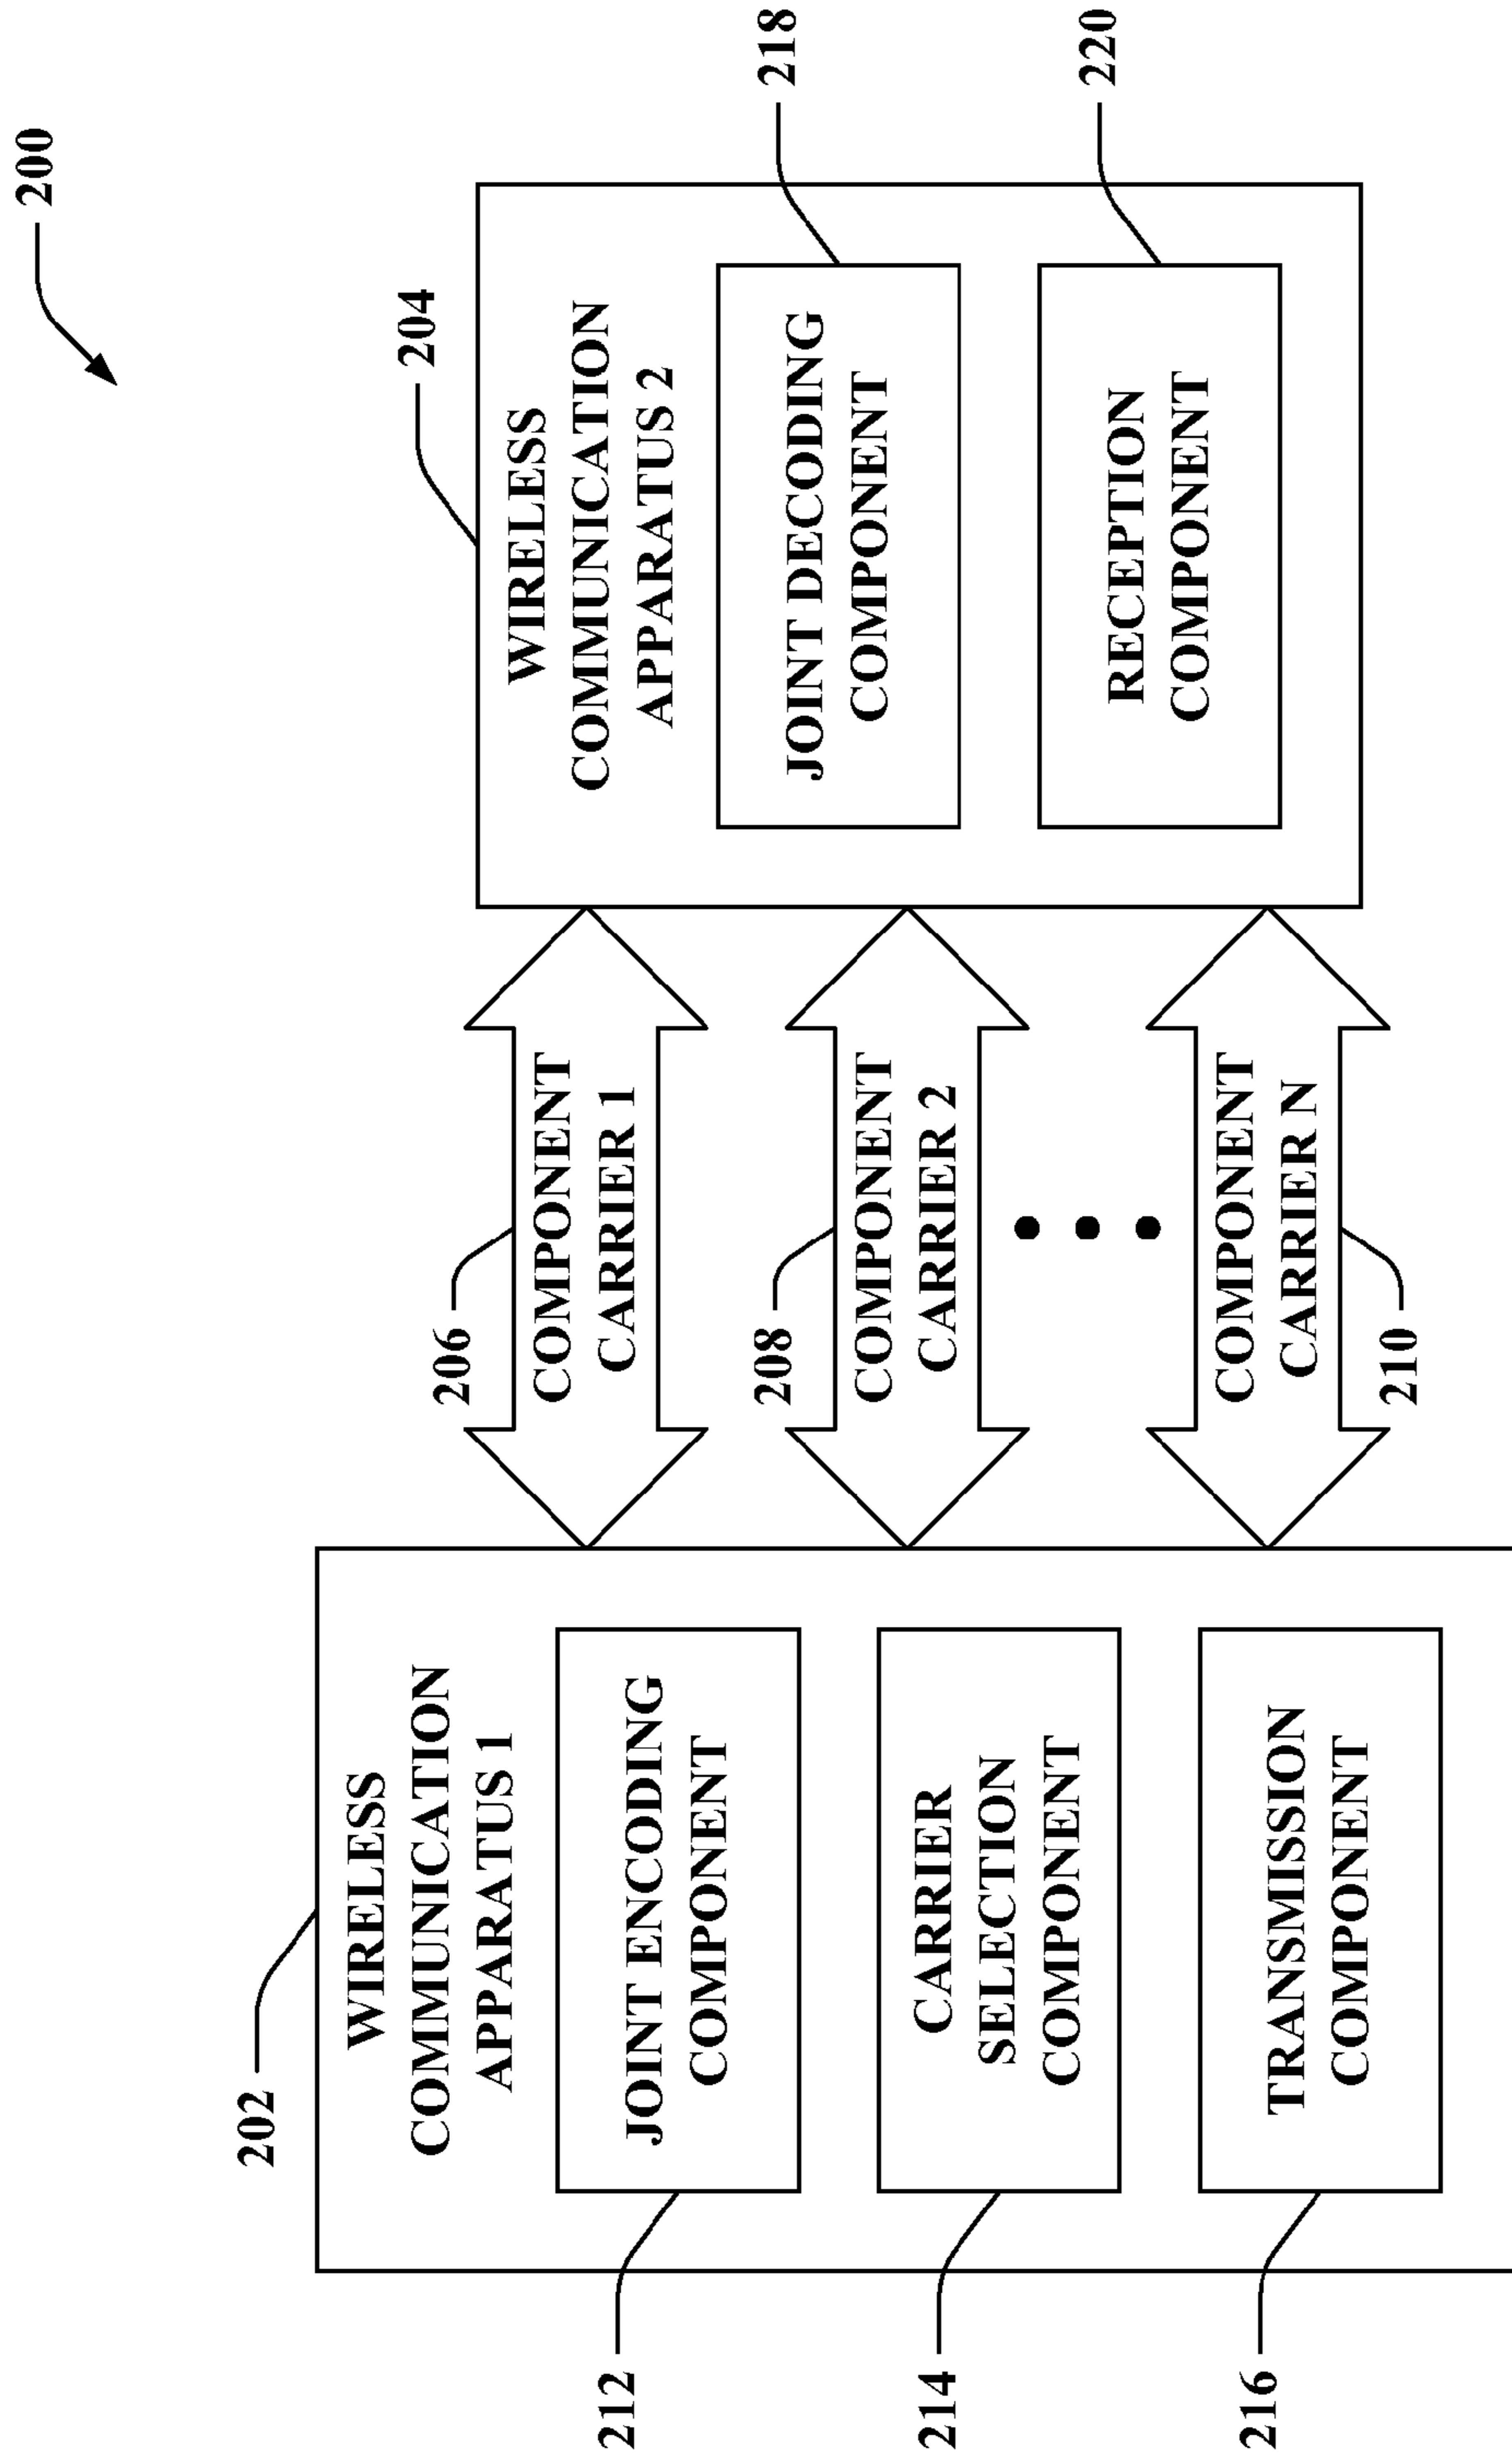 200
202
WIRELESS
COMMUNICATION
APPARATUS 1
212
JOINT ENCODING
COMPONENT
214
CARRIER
SELECTION
COMPONENT
216
TRANSMISSION
COMPONENT
206
COMPONENT
CARRIER 1
208
COMPONENT
CARRIER 2
COMPONENT
CARRIER N
210
204
WIRELESS
COMMUNICATION
APPARATUS 2
JOINT DECODING
COMPONENT
218
RECEPTION
COMPONENT
220